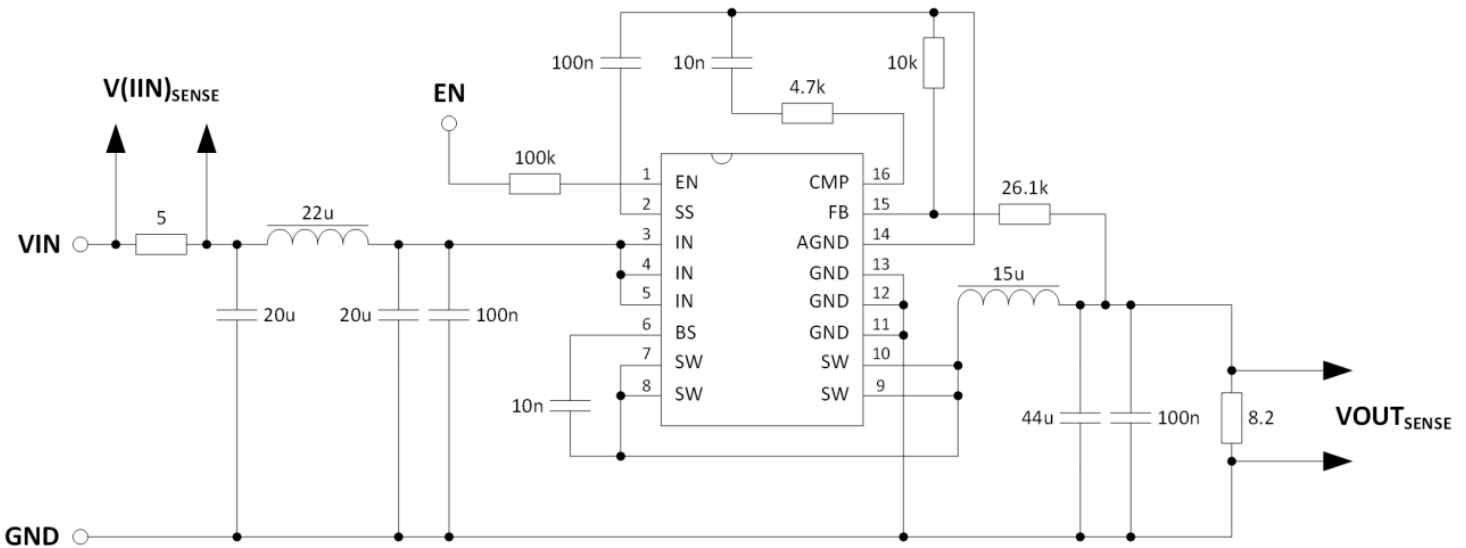 100n
10n
10k
V(IIN)SENSE
EN
4.7k
100k
1
EN
CMP
16
26.1k
2
SS
FB
15
5
22u
VIN
3
IN
AGND
14
4
IN
GND
13
15u
5
IN
GND
12
20u
20u
100n
6
BS
GND
11
7
SW
SW
10
8
SW
SW
9
10n
44u
100n
8.2
VOUTSENSE
GND